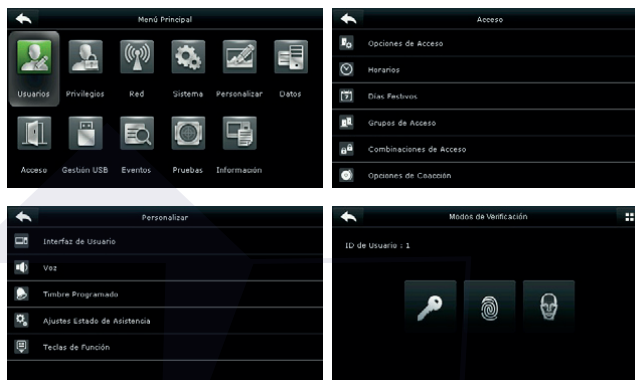 Menú Principal
Usuarios Privilegios Red Sistema Personalizar Datos
Acceso Gestión USB Eventos Pruebas Información
Acceso
Opciones de Acceso
Horarios
Días Festivos
Grupos de Acceso
Combinaciones de Acceso
Opciones de Coacción
Personalizar
Interfaz de Usuario
Voz
Timbre Programado
Ajustes Estado de Asistencia
Teclas de Función
Modos de Verificación
ID de Usuario : 1